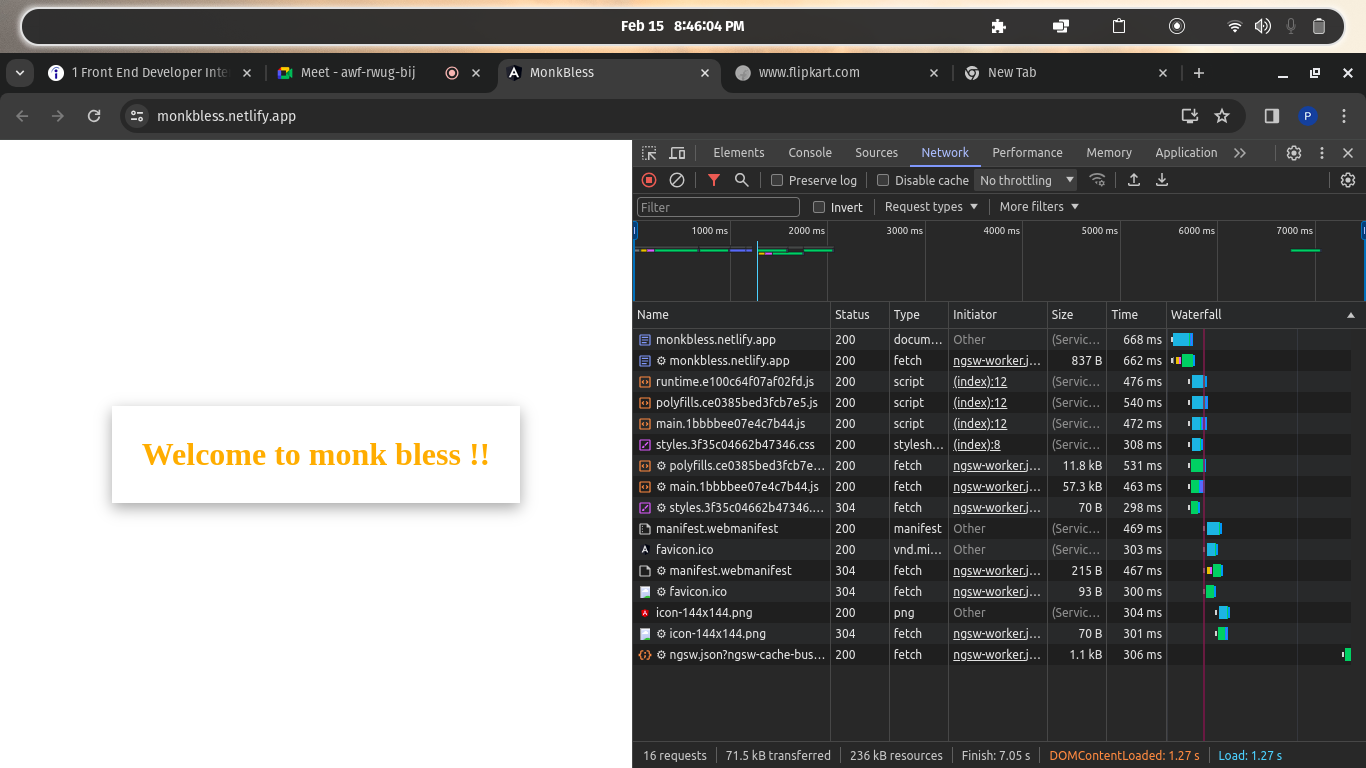 Feb 15 8:46:04 PM
1 Front End Developer Inte
Meet - awf-rwug-bij
MonkBless
www.flipkart.com
New Tab
monkbless.netlify.app
P
Elements Console Sources Network Performance Memory Application
Preserve log Disable cache No throttling
Filter Invert Request types More filters
1000 ms 2000 ms 3000 ms 4000 ms 5000 ms 6000 ms 7000 ms
Name Status Type Initiator Size Time Waterfall
monkbless.netlify.app 200 docum... Other (Servic... 668 ms
monkbless.netlify.app 200 fetch ngsw-worker.j... 837 B 662 ms
runtime.e100c64f07af02fd.js 200 script (index):12 (Servic... 476 ms
polyfills.ce0385bed3fcb7e5.js 200 script (index):12 (Servic... 540 ms
main.1bbbbee07e4c7b44.js 200 script (index):12 (Servic... 472 ms
styles.3f35c04662b47346.css 200 stylesh... (index):8 (Servic... 308 ms
polyfills.ce0385bed3fcb7e... 200 fetch ngsw-worker.j... 11.8 kB 531 ms
main.1bbbbee07e4c7b44.js 200 fetch ngsw-worker.j... 57.3 kB 463 ms
styles.3f35c04662b47346.... 304 fetch ngsw-worker.j... 70 B 298 ms
manifest.webmanifest 200 manifest Other (Servic... 469 ms
favicon.ico 200 vnd.mi... Other (Servic... 303 ms
manifest.webmanifest 304 fetch ngsw-worker.j... 215 B 467 ms
favicon.ico 304 fetch ngsw-worker.j... 93 B 300 ms
icon-144x144.png 200 png Other (Servic... 304 ms
icon-144x144.png 304 fetch ngsw-worker.j... 70 B 301 ms
ngsw.json?ngsw-cache-bus... 200 fetch ngsw-worker.j... 1.1 kB 306 ms
16 requests 71.5 kB transferred 236 kB resources Finish: 7.05 s DOMContentLoaded: 1.27 s Load: 1.27 s
Welcome to monk bless !!